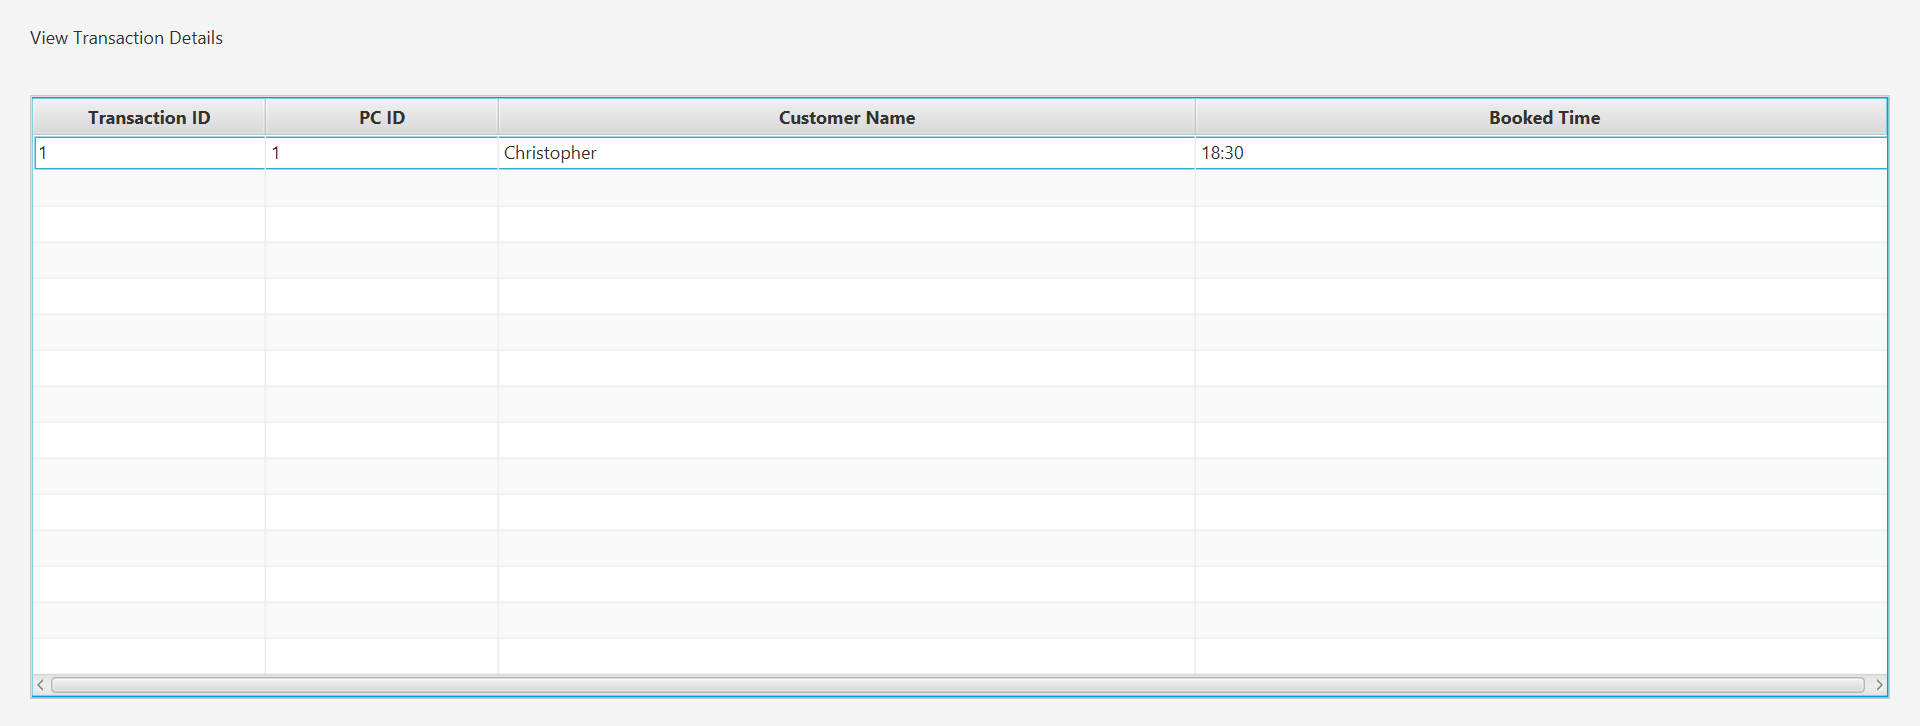 View Transaction Details
Transaction ID PC ID Customer Name Booked Time
1 1 Christopher 18:30